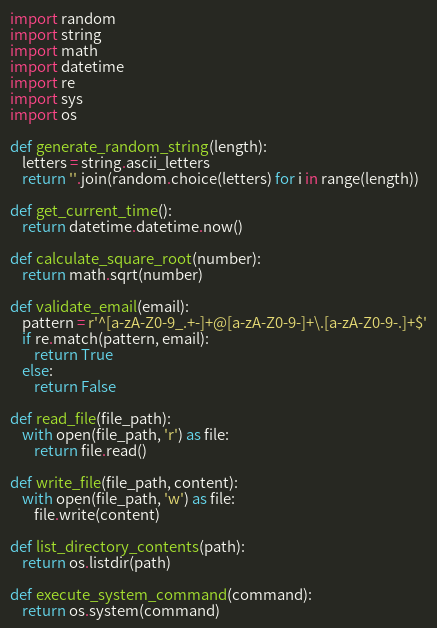 import random
import string
import math
import datetime
import re
import sys
import os

def generate_random_string(length):
    letters = string.ascii_letters
    return ''.join(random.choice(letters) for i in range(length))

def get_current_time():
    return datetime.datetime.now()

def calculate_square_root(number):
    return math.sqrt(number)

def validate_email(email):
    pattern = r'^[a-zA-Z0-9_.+-]+@[a-zA-Z0-9-]+\.[a-zA-Z0-9-.]+$'
    if re.match(pattern, email):
        return True
    else:
        return False

def read_file(file_path):
    with open(file_path, 'r') as file:
        return file.read()

def write_file(file_path, content):
    with open(file_path, 'w') as file:
        file.write(content)

def list_directory_contents(path):
    return os.listdir(path)

def execute_system_command(command):
    return os.system(command)